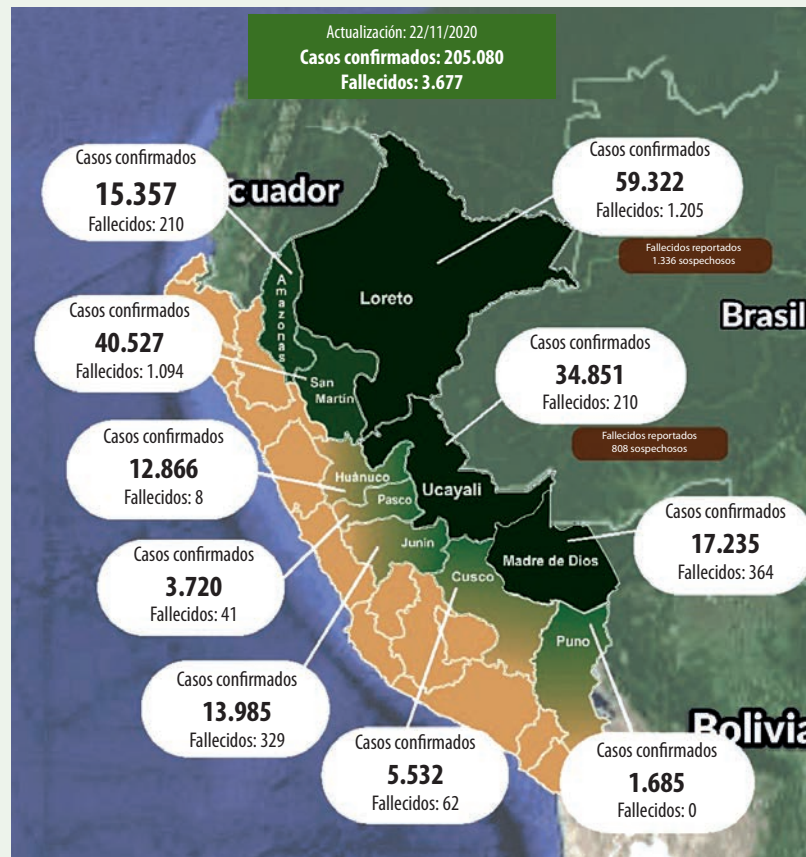 Actualización: 22/11/2020
Casos confirmados: 205.080
Fallecidos: 3.677
Casos confirmados
15.357
Fallecidos: 210
cuador
Casos confirmados
59.322
Fallecidos: 1.205
Fallecidos reportados
1.336 sospechosos
Amazonas
Loreto
Brasil
Casos confirmados
40.527
Fallecidos: 1.094
San
Martín
Casos confirmados
34.851
Fallecidos: 210
Fallecidos reportados
808 sospechosos
Casos confirmados
12.866
Fallecidos: 8
Huánuco
Pasco
Ucayali
Junín
Cusco
Madre de Dios
Puno
Casos confirmados
17.235
Fallecidos: 364
Casos confirmados
3.720
Fallecidos: 41
Casos confirmados
13.985
Fallecidos: 329
Casos confirmados
5.532
Fallecidos: 62
Bolivia
Casos confirmados
1.685
Fallecidos: 0